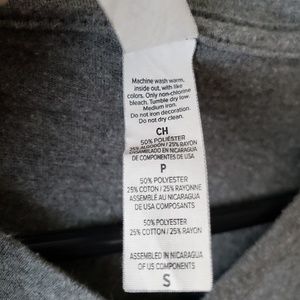 Machine wash warm,
inside out, with like
colors. Only non-chlorine
bleach. Tumble dry low.
Medium iron.
Do not iron decoration.
Do not dry clean.
CH
50% POLIÉSTER
25% ALGODÓN / 25% RAYON
ENSAMBLADO EN NICARAGUA
DE COMPONENTES DE USA
P
50% POLYESTER
25% COTON / 25% RAYONNE
ASSEMBLÉ AU NICARAGUA
DE USA COMPOSANTS
50% POLYESTER
25% COTTON / 25% RAYON
ASSEMBLED IN NICARAGUA
OF US COMPONENTS
S